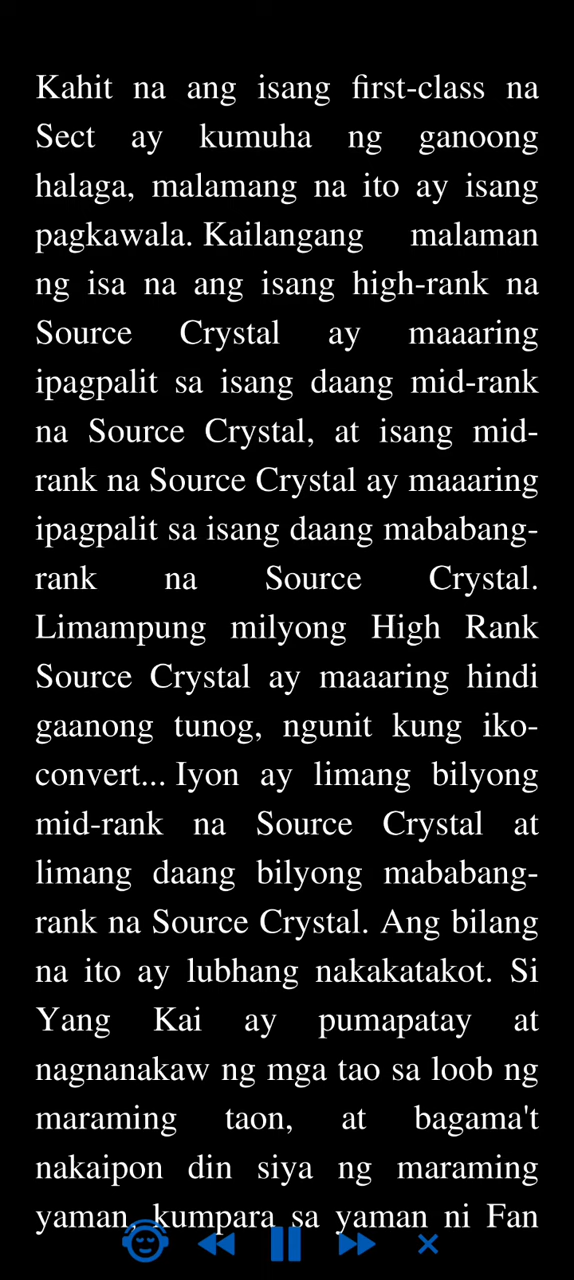 Kahit na ang isang first-class na
Sect ay kumuha ng ganoong
halaga, malamang na ito ay isang
pagkawala. Kailangang malaman
ng isa na ang isang high-rank na
Source Crystal ay maaaring
ipagpalit sa isang daang mid-rank
na Source Crystal, at isang mid-
rank na Source Crystal ay maaaring
ipagpalit sa isang daang mababang-
rank na Source Crystal.
Limampung milyong High Rank
Source Crystal ay maaaring hindi
gaanong tunog, ngunit kung iko-
convert... Iyon ay limang bilyong
mid-rank na Source Crystal at
limang daang bilyong mababang-
rank na Source Crystal. Ang bilang
na ito ay lubhang nakakatakot. Si
Yang Kai ay pumapatay at
nagnanakaw ng mga tao sa loob ng
maraming taon, at bagama't
nakaipon din siya ng maraming
yaman, kumpara sa yaman ni Fan